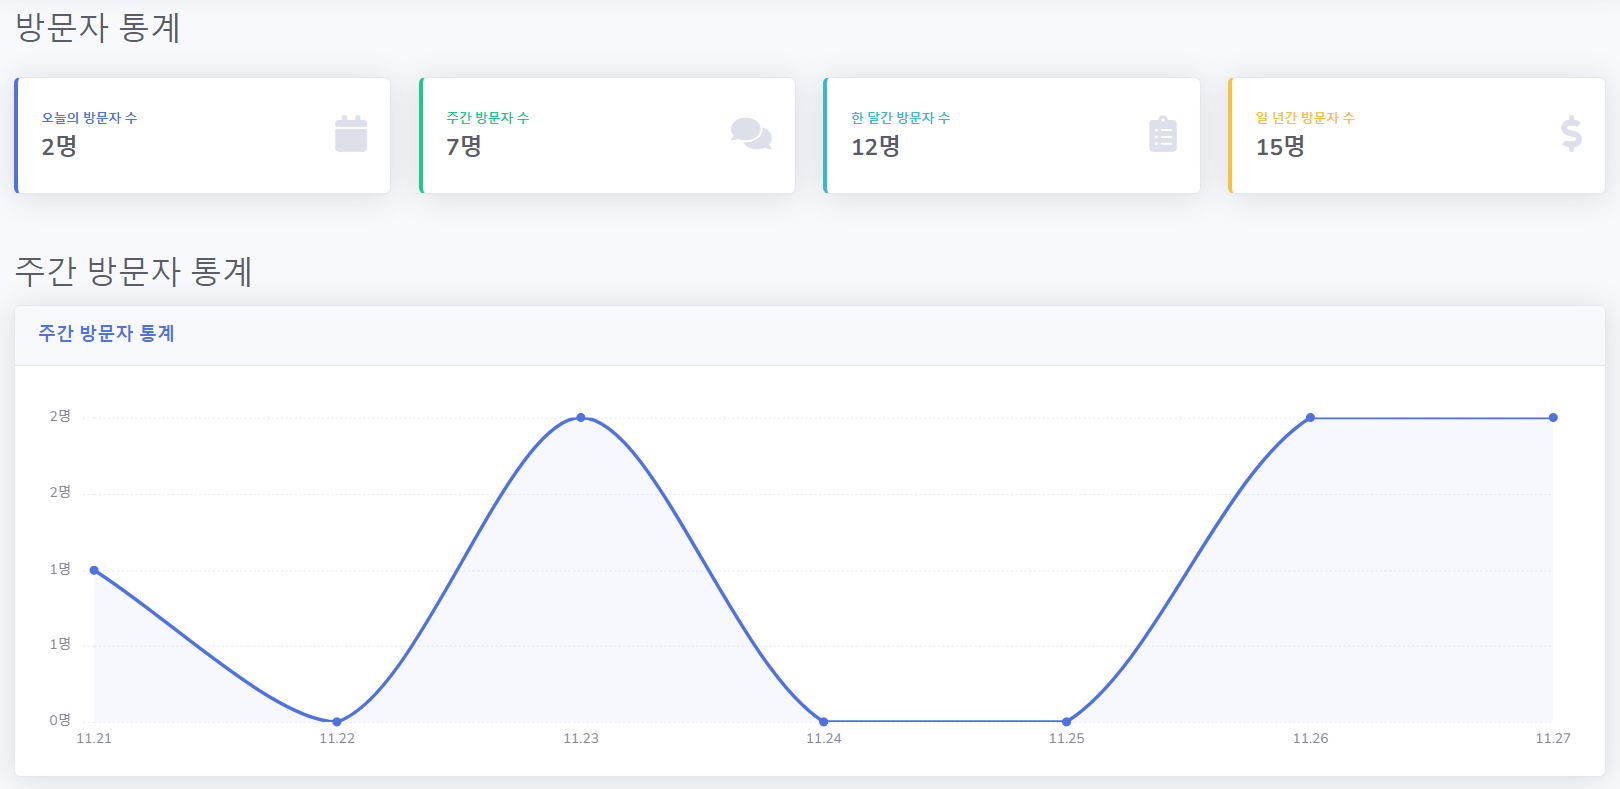 방문자 통계
오늘의 방문자 수
2명
주간 방문자 수
7명
한 달간 방문자 수
12명
일 년간 방문자 수
15명
주간 방문자 통계
주간 방문자 통계
2명
2명
1명
1명
0명
11.21 11.22 11.23 11.24 11.25 11.26 11.27